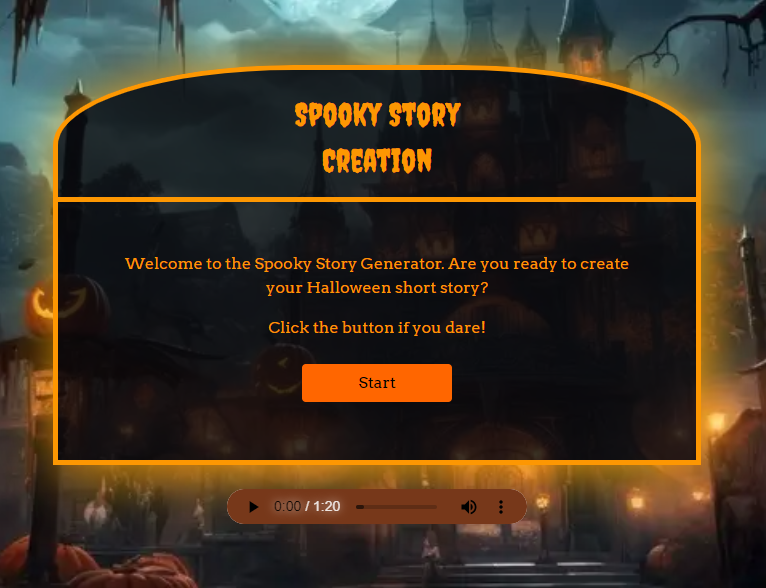 SPOOKY STORY
CREATION
Welcome to the Spooky Story Generator. Are you ready to create
your Halloween short story?
Click the button if you dare!
Start
0:00 / 1:20